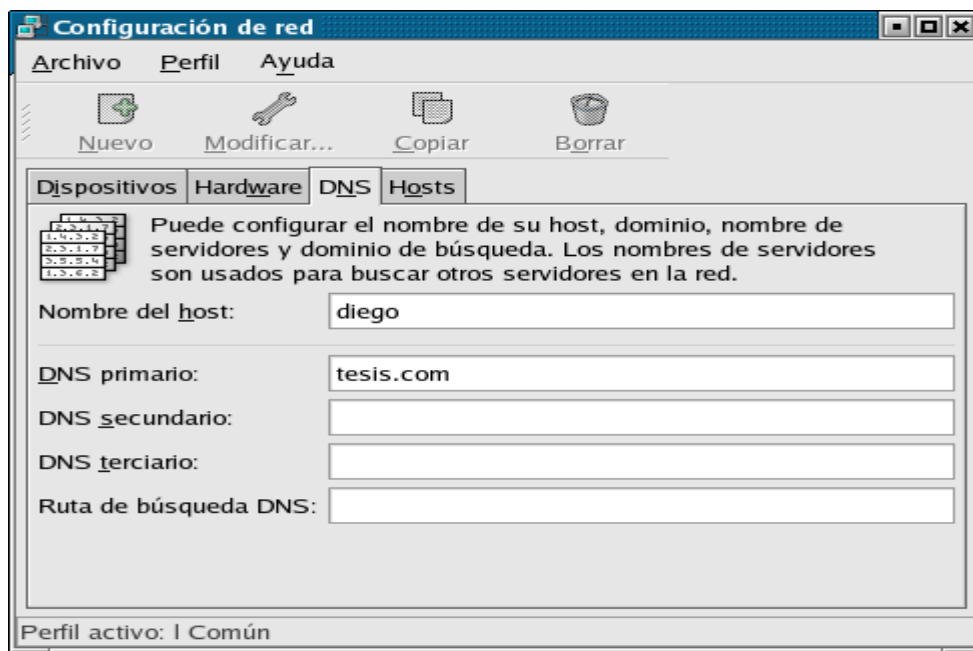 Configuración de red
Archivo Perfil Ayuda
Nuevo Modificar... Copiar Borrar
Dispositivos Hardware DNS Hosts
Puede configurar el nombre de su host, dominio, nombre de
servidores y dominio de búsqueda. Los nombres de servidores
son usados para buscar otros servidores en la red.
Nombre del host: diego
DNS primario: tesis.com
DNS secundario:
DNS terciario:
Ruta de búsqueda DNS:
Perfil activo: l Común